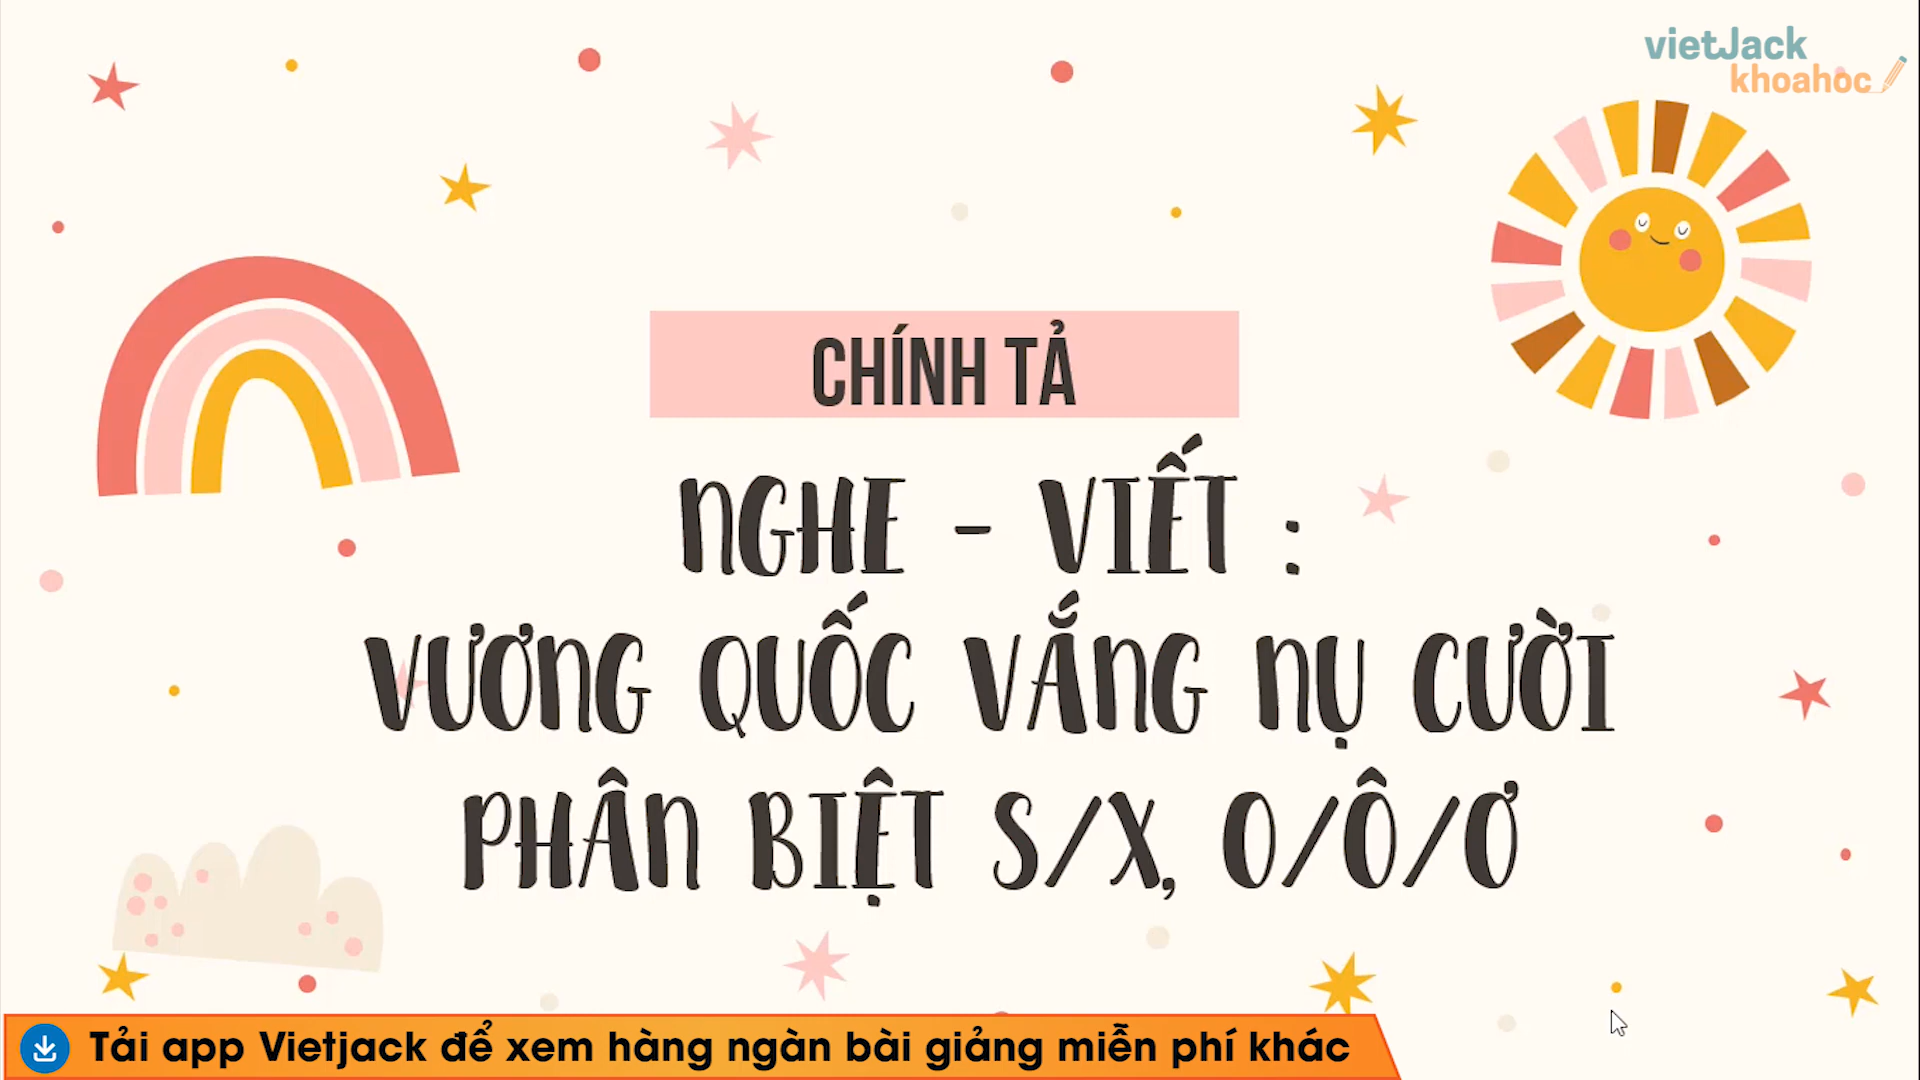 vietJack
khoahoc
CHÍNH TẢ
NGHE - VIẾT :
VƯƠNG QUỐC VẮNG NỤ CƯỜI
PHÂN BIỆT S/X, O/Ô/Ơ
Tải app Vietjack để xem hàng ngàn bài giảng miễn phí khác